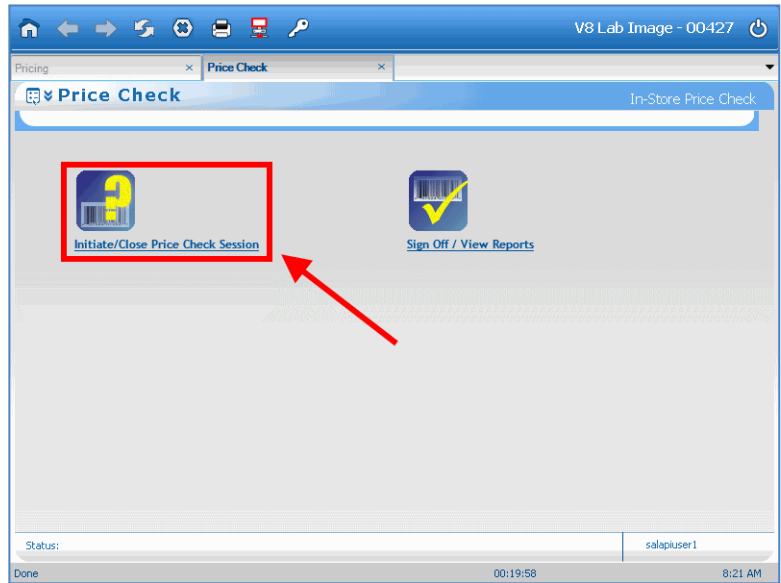 V8 Lab Image - 00427
Pricing × Price Check ×
Price Check
In-Store Price Check
?
Initiate/Close Price Check Session
Sign Off / View Reports
Status: salapiuser1
Done 00:19:58 8:21 AM